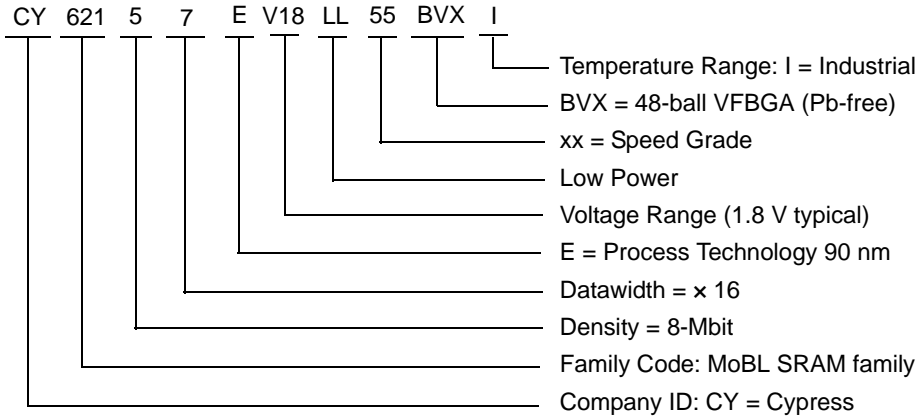 CY 621 5 7 E V18 LL 55 BVX I
Temperature Range: I = Industrial
BVX = 48-ball VFBGA (Pb-free)
xx = Speed Grade
Low Power
Voltage Range (1.8 V typical)
E = Process Technology 90 nm
Datawidth = × 16
Density = 8-Mbit
Family Code: MoBL SRAM family
Company ID: CY = Cypress